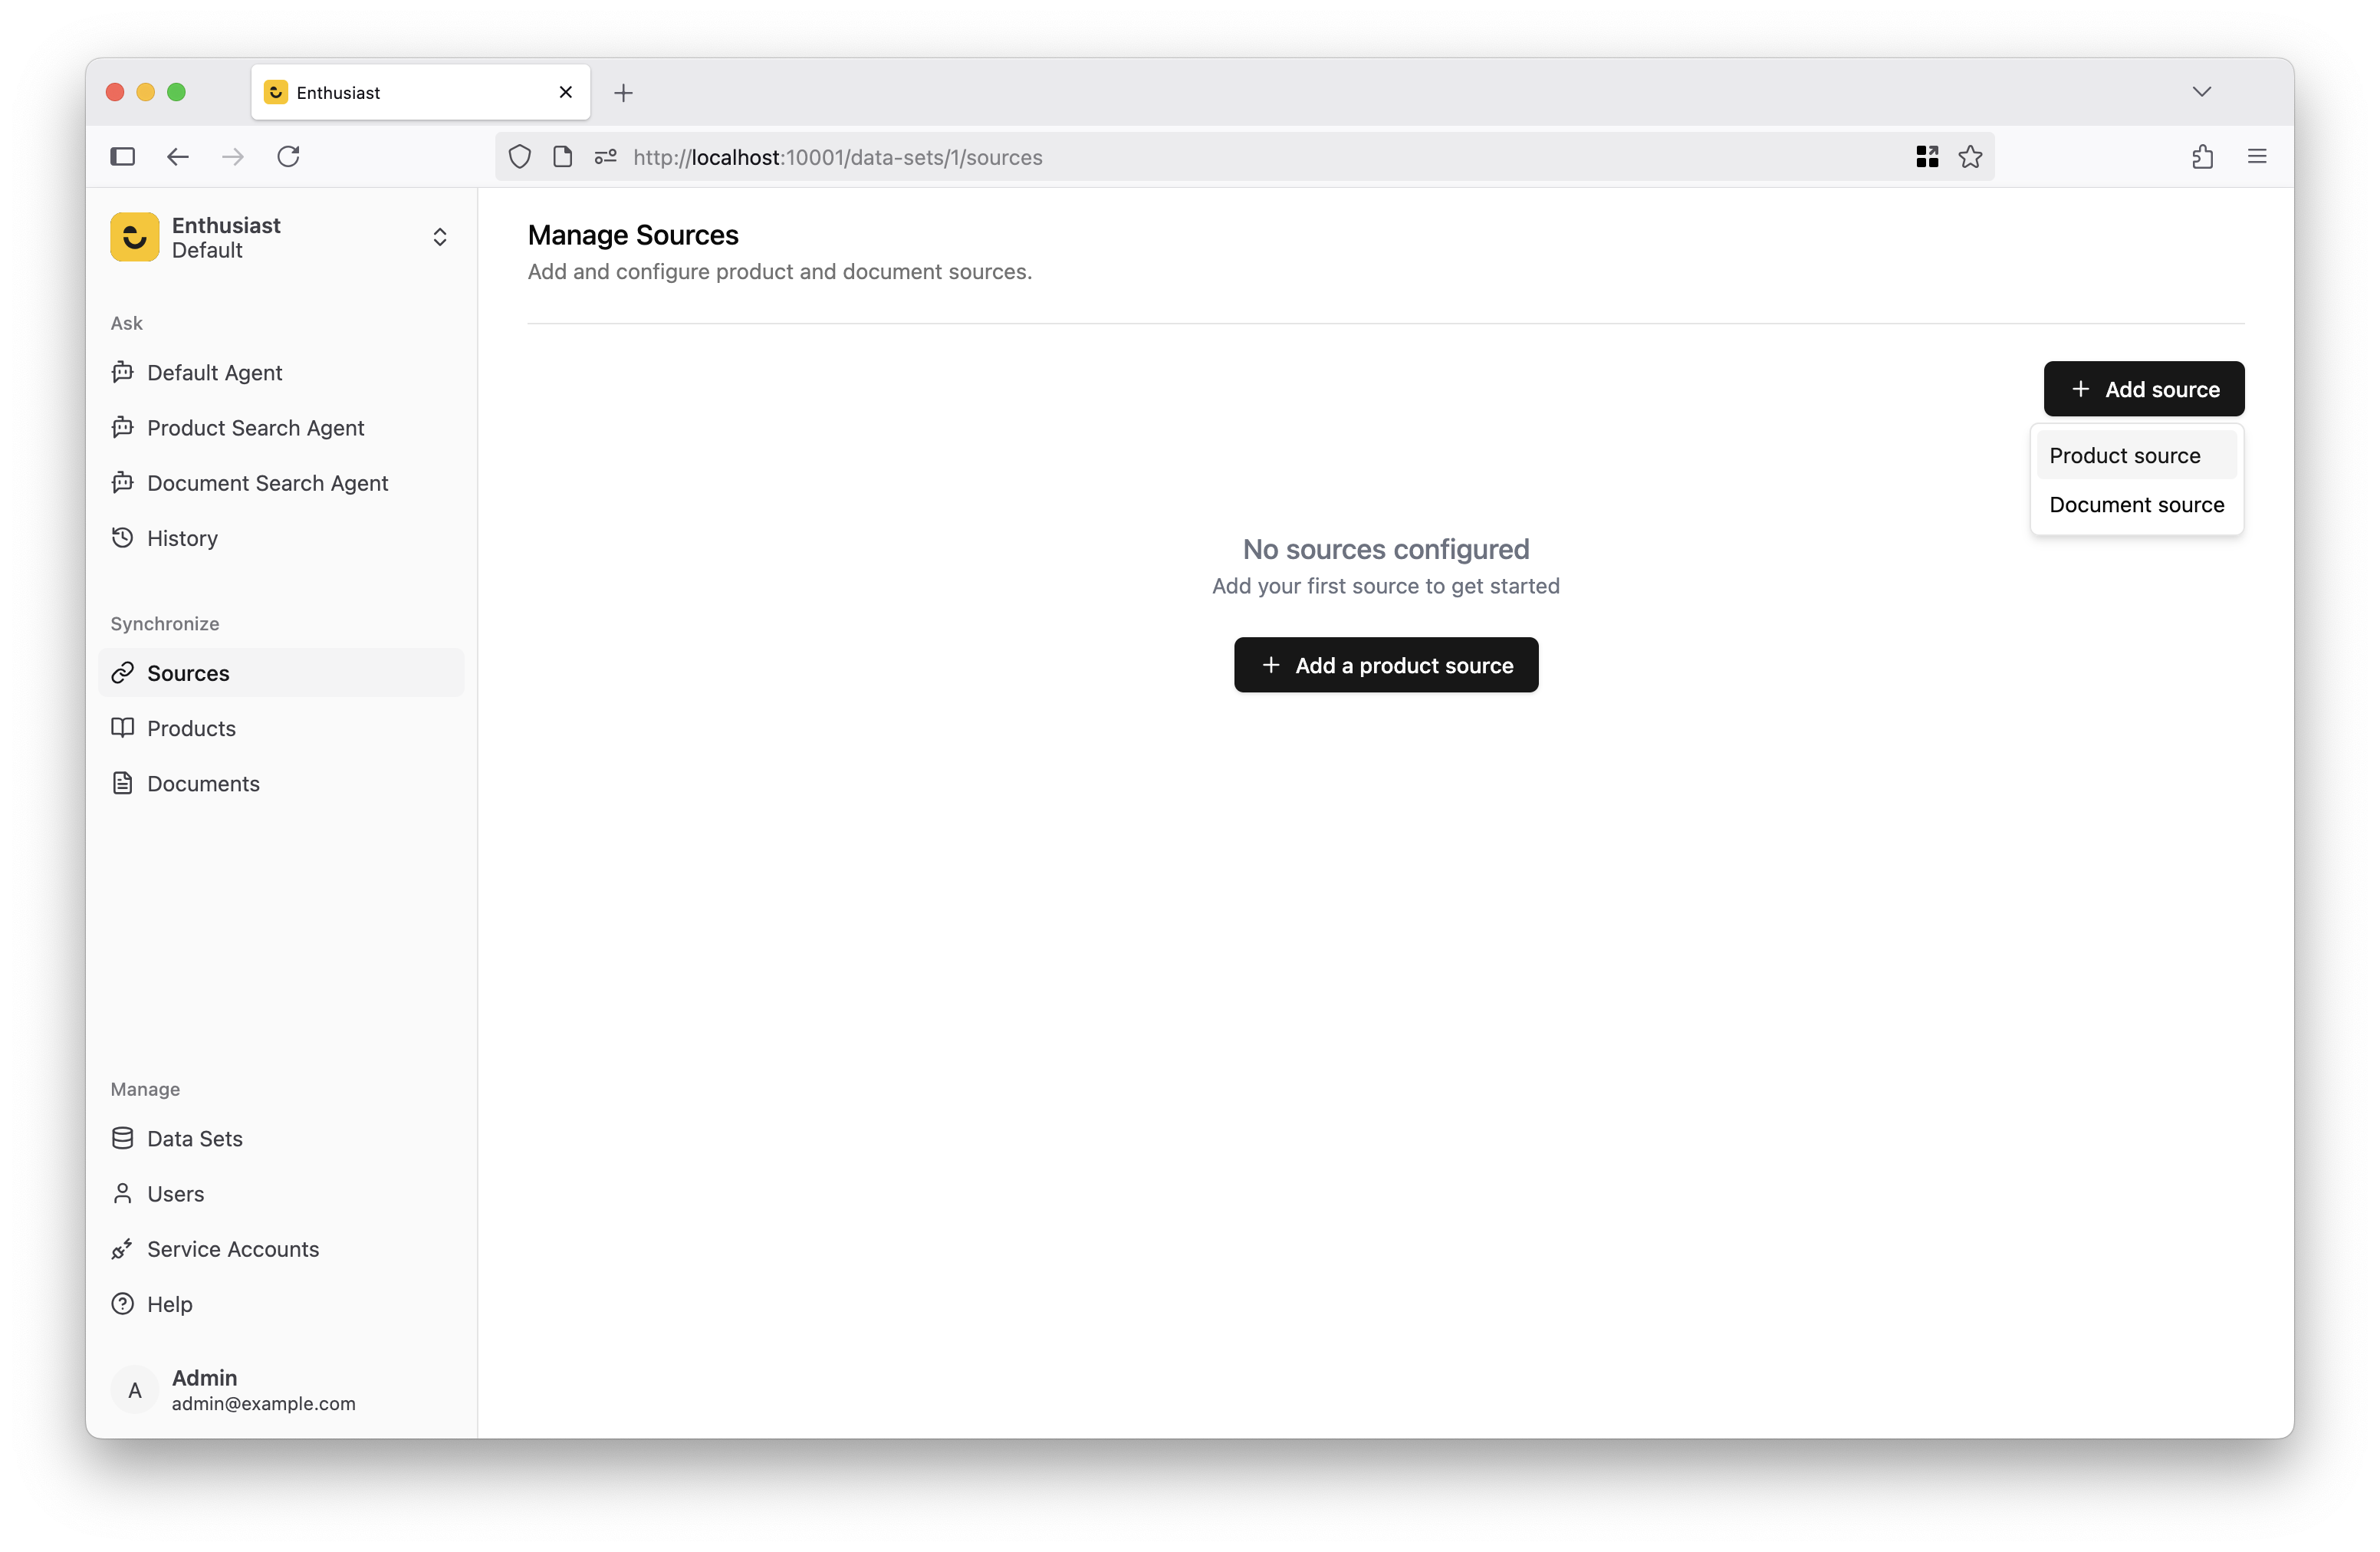 Enthusiast
http://localhost:10001/data-sets/1/sources
Enthusiast
Default
Ask
Default Agent
Product Search Agent
Document Search Agent
History
Synchronize
Sources
Products
Documents
Manage
Data Sets
Users
Service Accounts
Help
A
Admin
admin@example.com
Manage Sources
Add and configure product and document sources.
Add source
Product source
Document source
No sources configured
Add your first source to get started
Add a product source